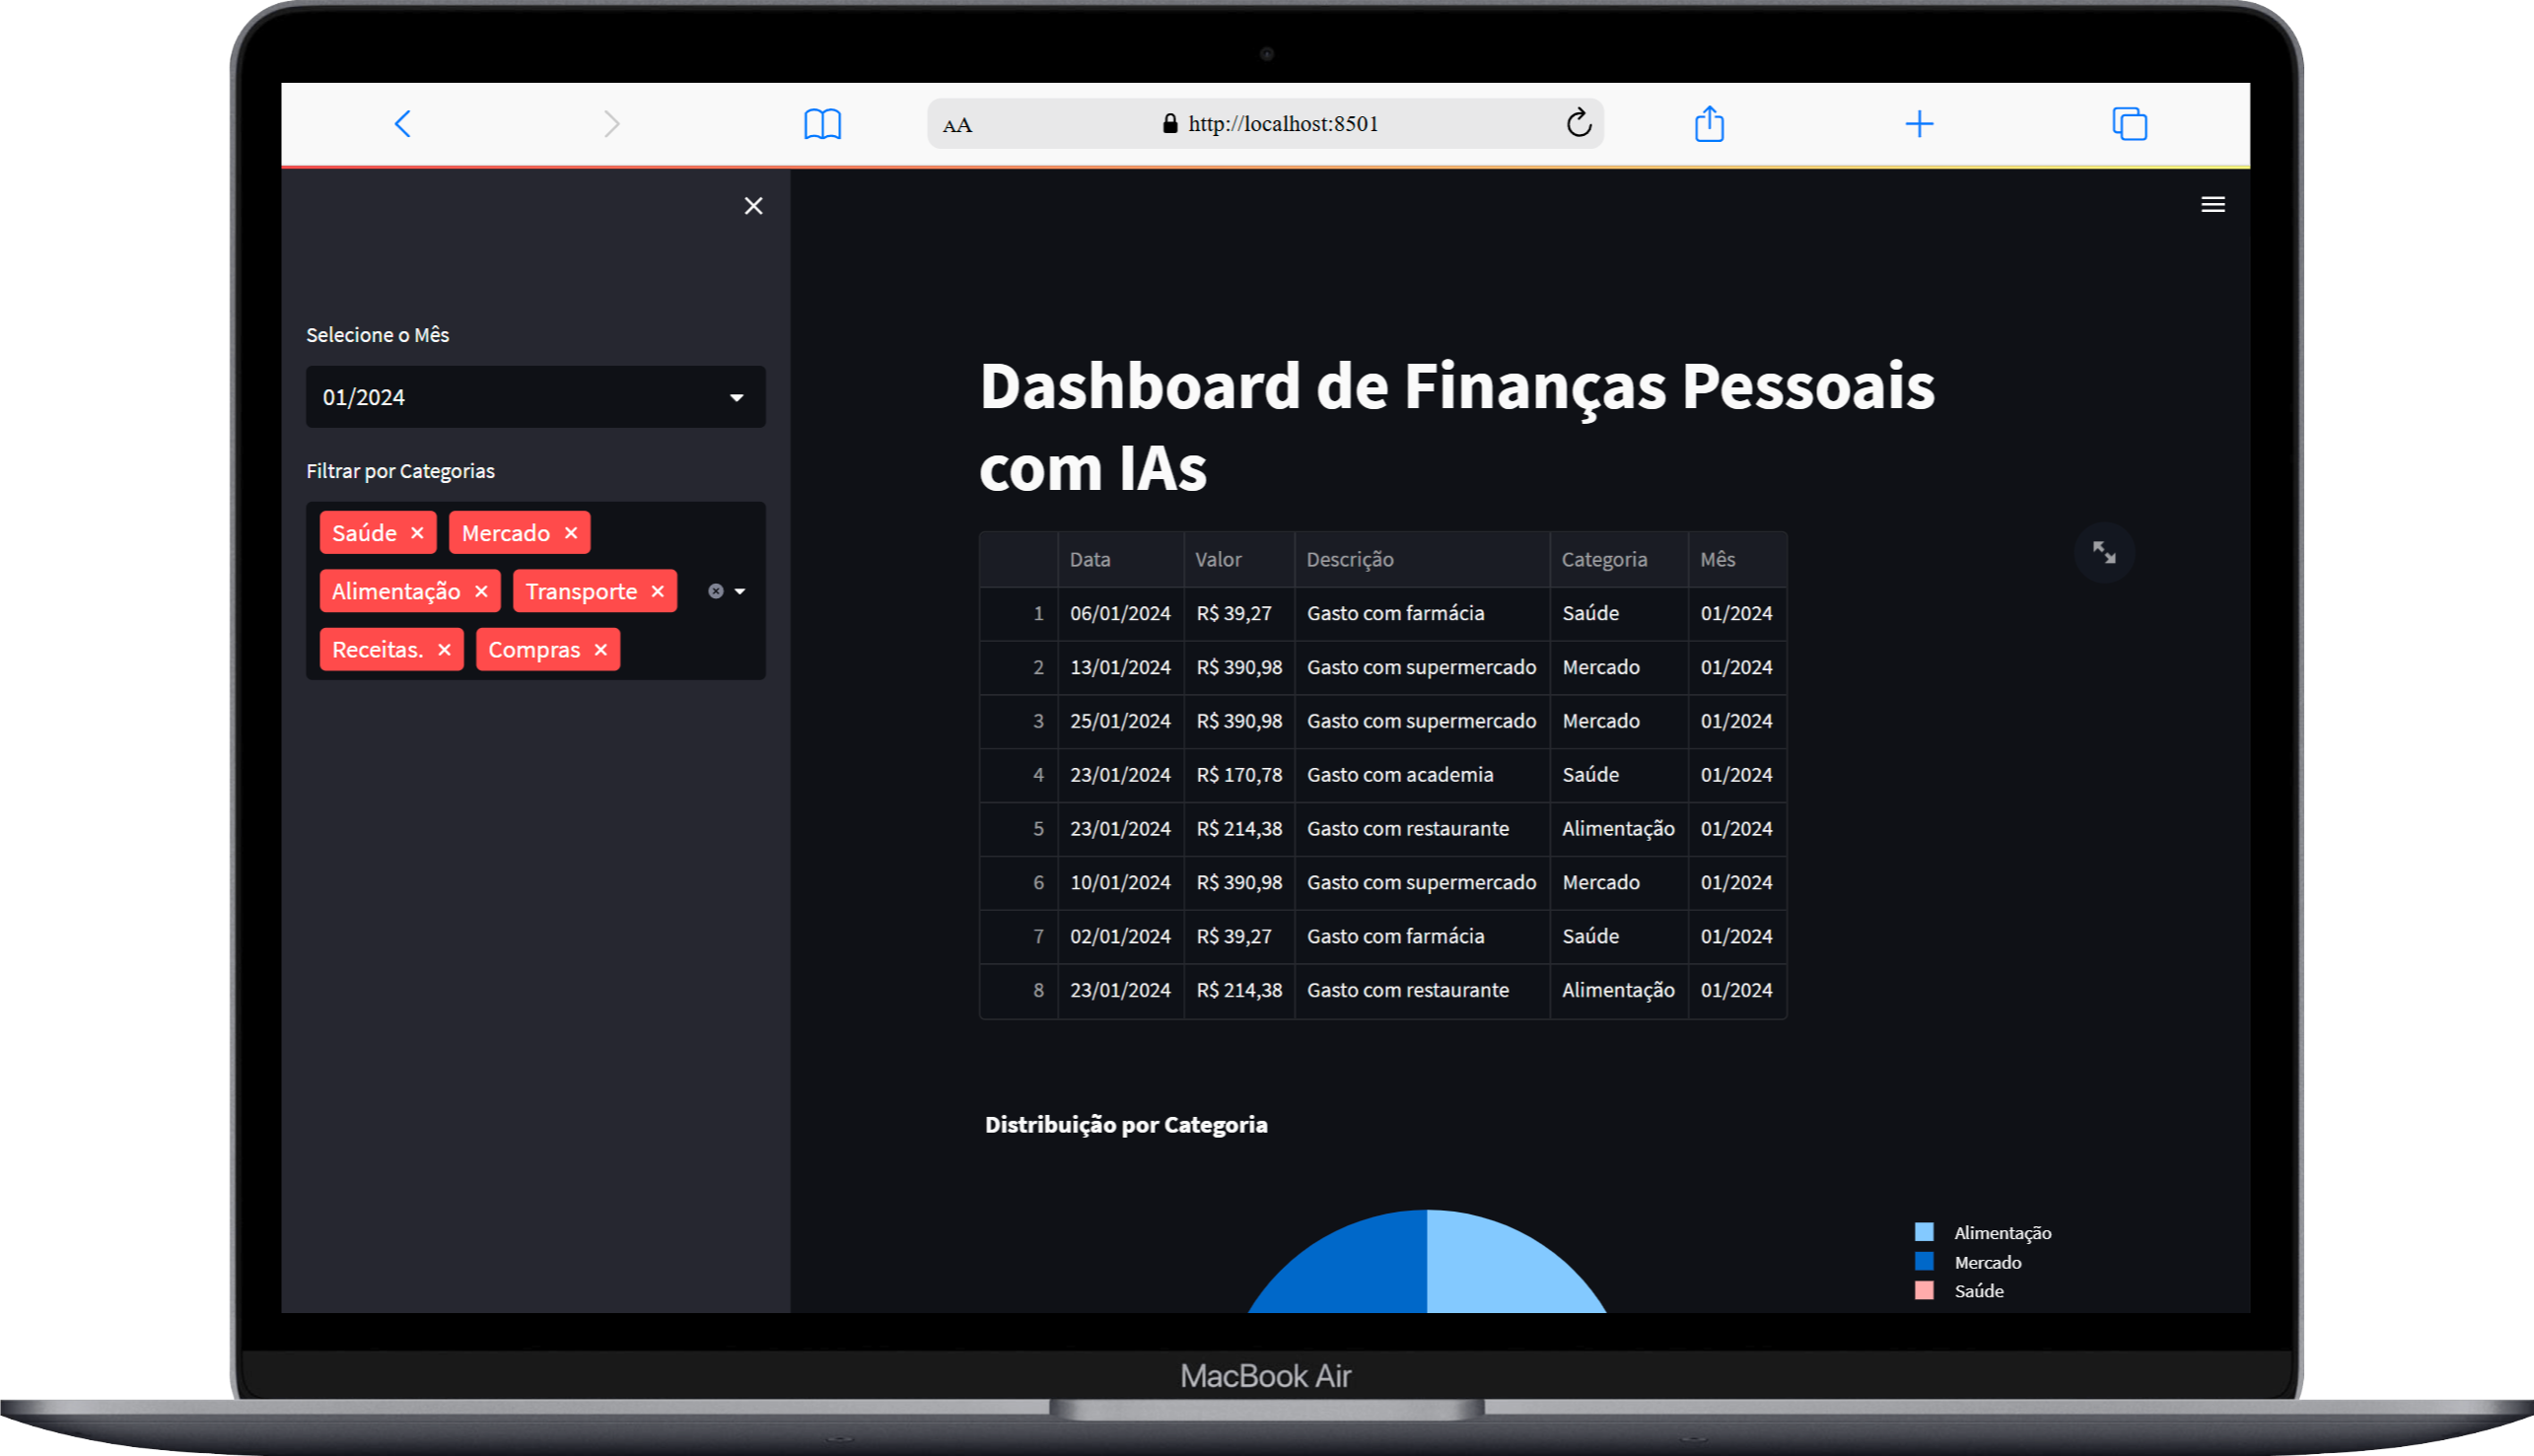 AA http://localhost:8501
Selecione o Mês
01/2024
Filtrar por Categorias
Saúde Mercado
Alimentação Transporte
Receitas. Compras
Dashboard de Finanças Pessoais
com IAs
Data Valor Descrição Categoria Mês
1 06/01/2024 R$ 39,27 Gasto com farmácia Saúde 01/2024
2 13/01/2024 R$ 390,98 Gasto com supermercado Mercado 01/2024
3 25/01/2024 R$ 390,98 Gasto com supermercado Mercado 01/2024
4 23/01/2024 R$ 170,78 Gasto com academia Saúde 01/2024
5 23/01/2024 R$ 214,38 Gasto com restaurante Alimentação 01/2024
6 10/01/2024 R$ 390,98 Gasto com supermercado Mercado 01/2024
7 02/01/2024 R$ 39,27 Gasto com farmácia Saúde 01/2024
8 23/01/2024 R$ 214,38 Gasto com restaurante Alimentação 01/2024
Distribuição por Categoria
Alimentação
Mercado
Saúde
MacBook Air